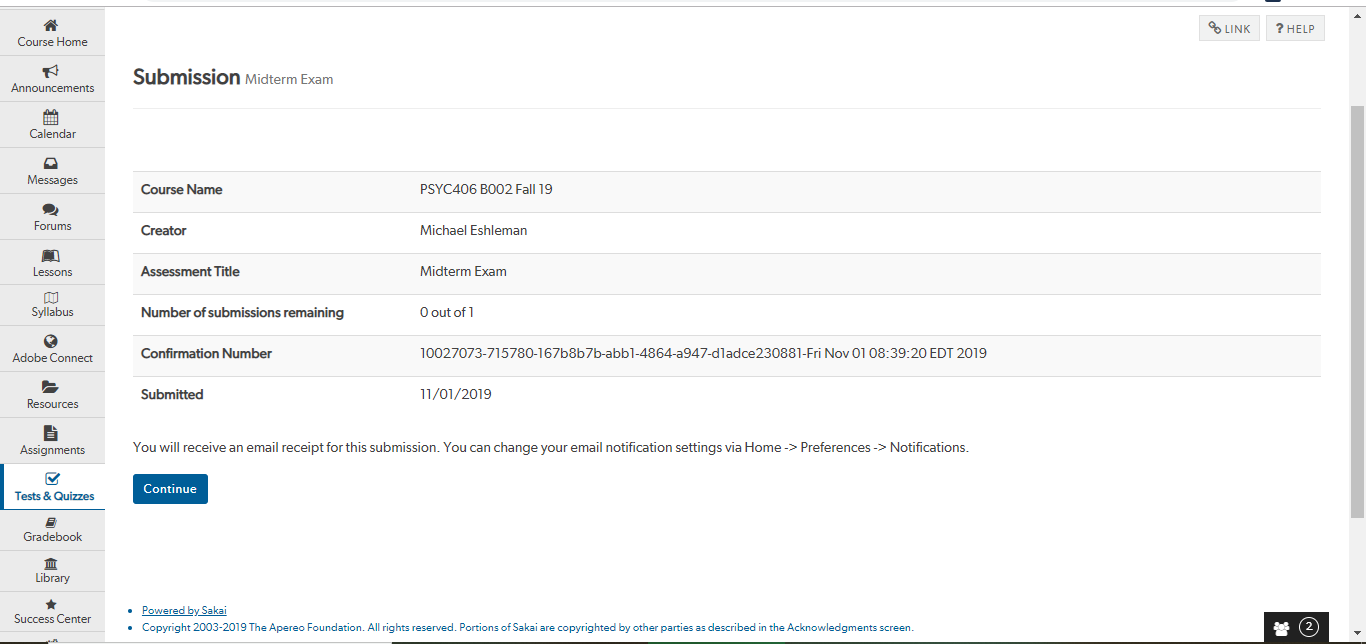 Course Home
Announcements
Calendar
Messages
Forums
Lessons
Syllabus
Adobe Connect
Resources
Assignments
Tests & Quizzes
Gradebook
Library
Success Center
LINK
? HELP
Submission Midterm Exam
Course Name PSYC406 B002 Fall 19
Creator Michael Eshleman
Assessment Title Midterm Exam
Number of submissions remaining 0 out of 1
Confirmation Number 10027073-715780-167b8b7b-abb1-4864-a947-d1adce230881-Fri Nov 01 08:39:20 EDT 2019
Submitted 11/01/2019
You will receive an email receipt for this submission. You can change your email notification settings via Home -> Preferences -> Notifications.
Continue
Powered by Sakai
Copyright 2003-2019 The Apereo Foundation. All rights reserved. Portions of Sakai are copyrighted by other parties as described in the Acknowledgments screen.
2